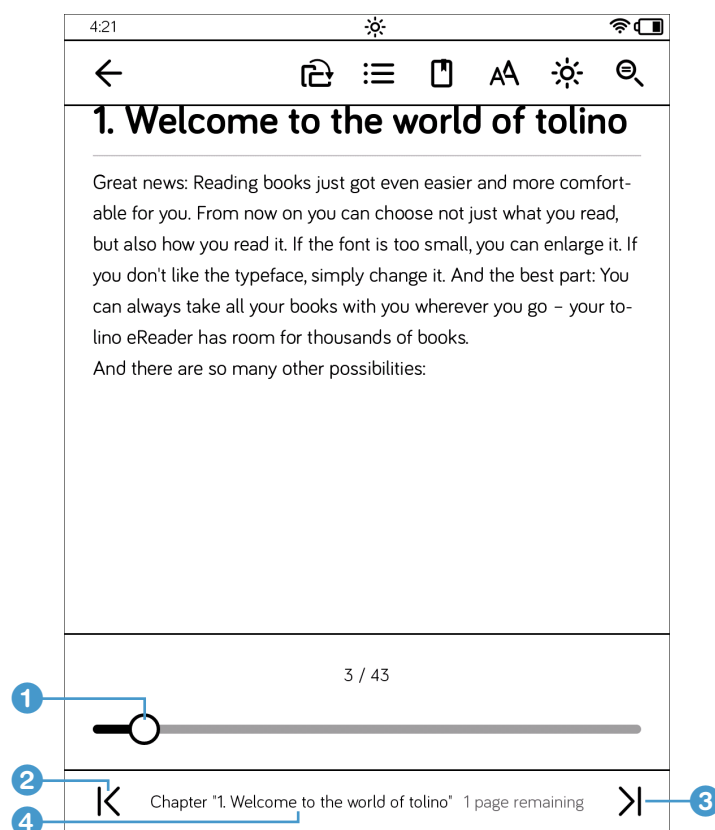 4:21
AA
1. Welcome to the world of tolino
Great news: Reading books just got even easier and more comfort-
able for you. From now on you can choose not just what you read,
but also how you read it. If the font is too small, you can enlarge it. If
you don't like the typeface, simply change it. And the best part: You
can always take all your books with you wherever you go – your to-
lino eReader has room for thousands of books.
And there are so many other possibilities:
3 / 43
1
2
Chapter "1. Welcome to the world of tolino" 1 page remaining
3
4